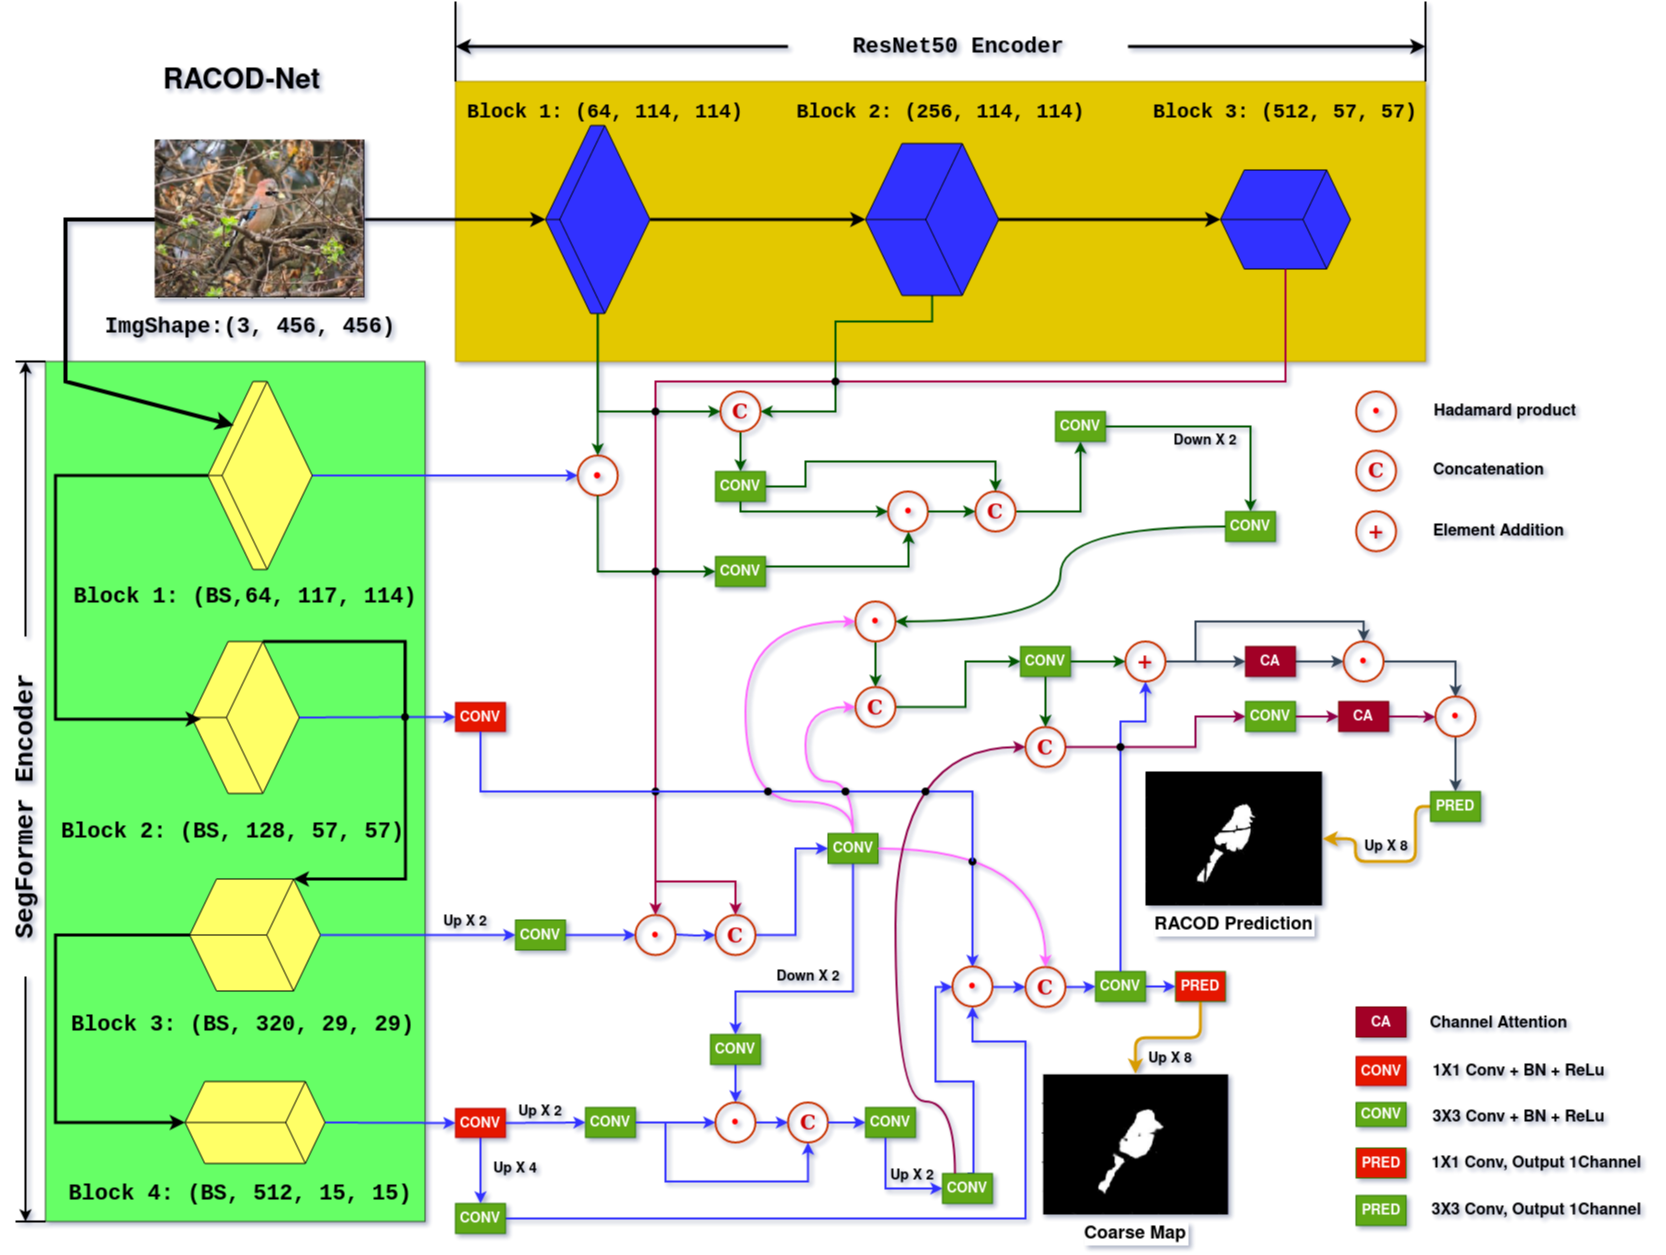 ResNet50 Encoder
RACOD-Net
Block 1: (64, 114, 114)
Block 2: (256, 114, 114)
Block 3: (512, 57, 57)
ImgShape:(3, 456, 456)
SegFormer Encoder
Block 1: (BS,64, 117, 114)
Block 2: (BS, 128, 57, 57)
Block 3: (BS, 320, 29, 29)
Block 4: (BS, 512, 15, 15)
C
CONV
Down X 2
CONV
C
CONV
CONV
Hadamard product
C
Concatenation
+
Element Addition
CONV
+
CA
C
CONV
CONV
CA
C
CONV
PRED
Up X 8
RACOD Prediction
Up X 2
CONV
C
Down X 2
C
CONV
PRED
Up X 8
Coarse Map
CONV
CONV
Up X 2
CONV
C
CONV
Up X 4
Up X 2
CONV
CONV
CA
Channel Attention
CONV
1X1 Conv + BN + ReLu
CONV
3X3 Conv + BN + ReLu
PRED
1X1 Conv, Output 1Channel
PRED
3X3 Conv, Output 1Channel